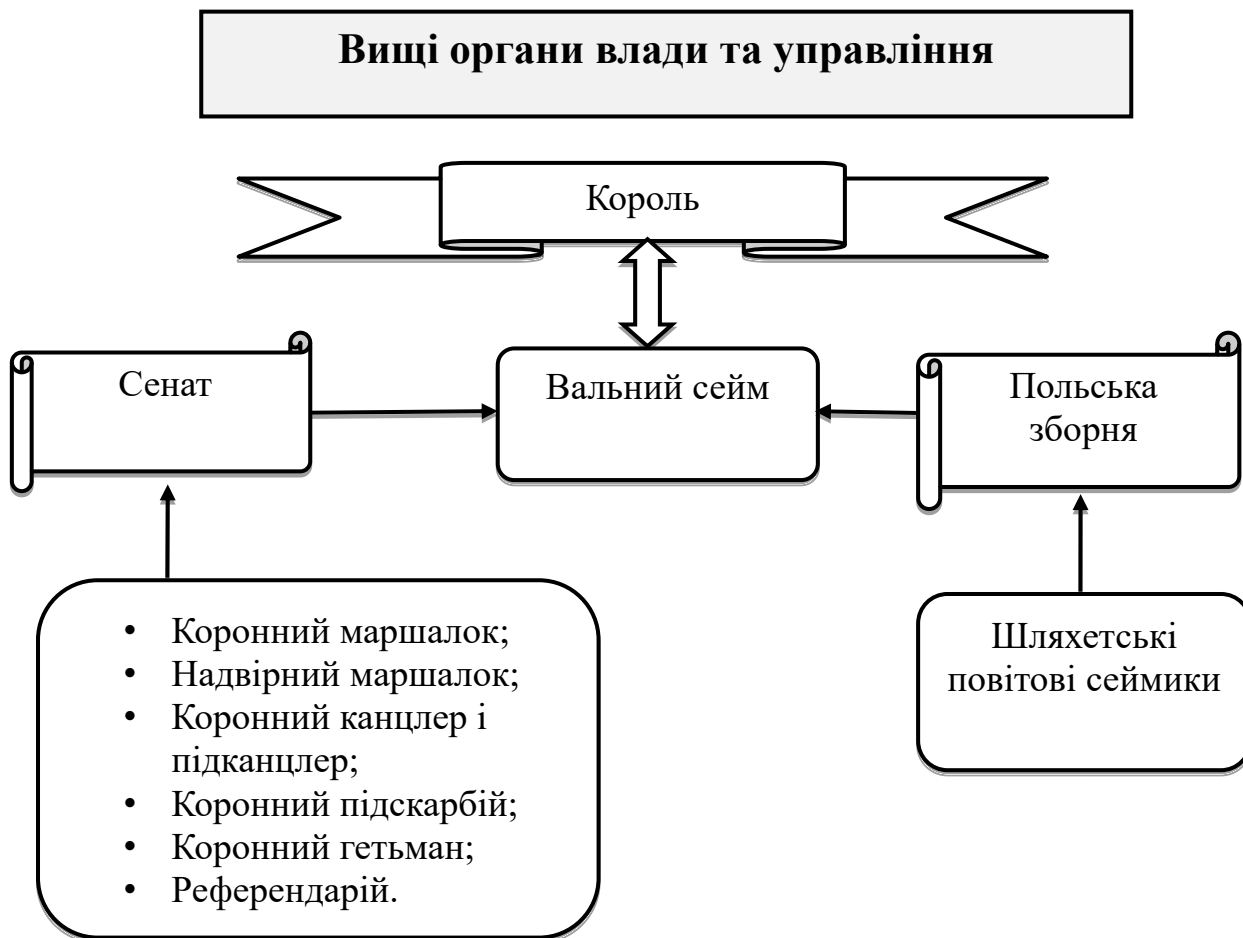 Вищі органи влади та управління
Король
Сенат
Вальний сейм
Польська
зборня
• Коронний маршалок;
• Надвірний маршалок;
• Коронний канцлер і
підканцлер;
• Коронний підскарбій;
• Коронний гетьман;
• Референдарій.
Шляхетські
повітові сеймики